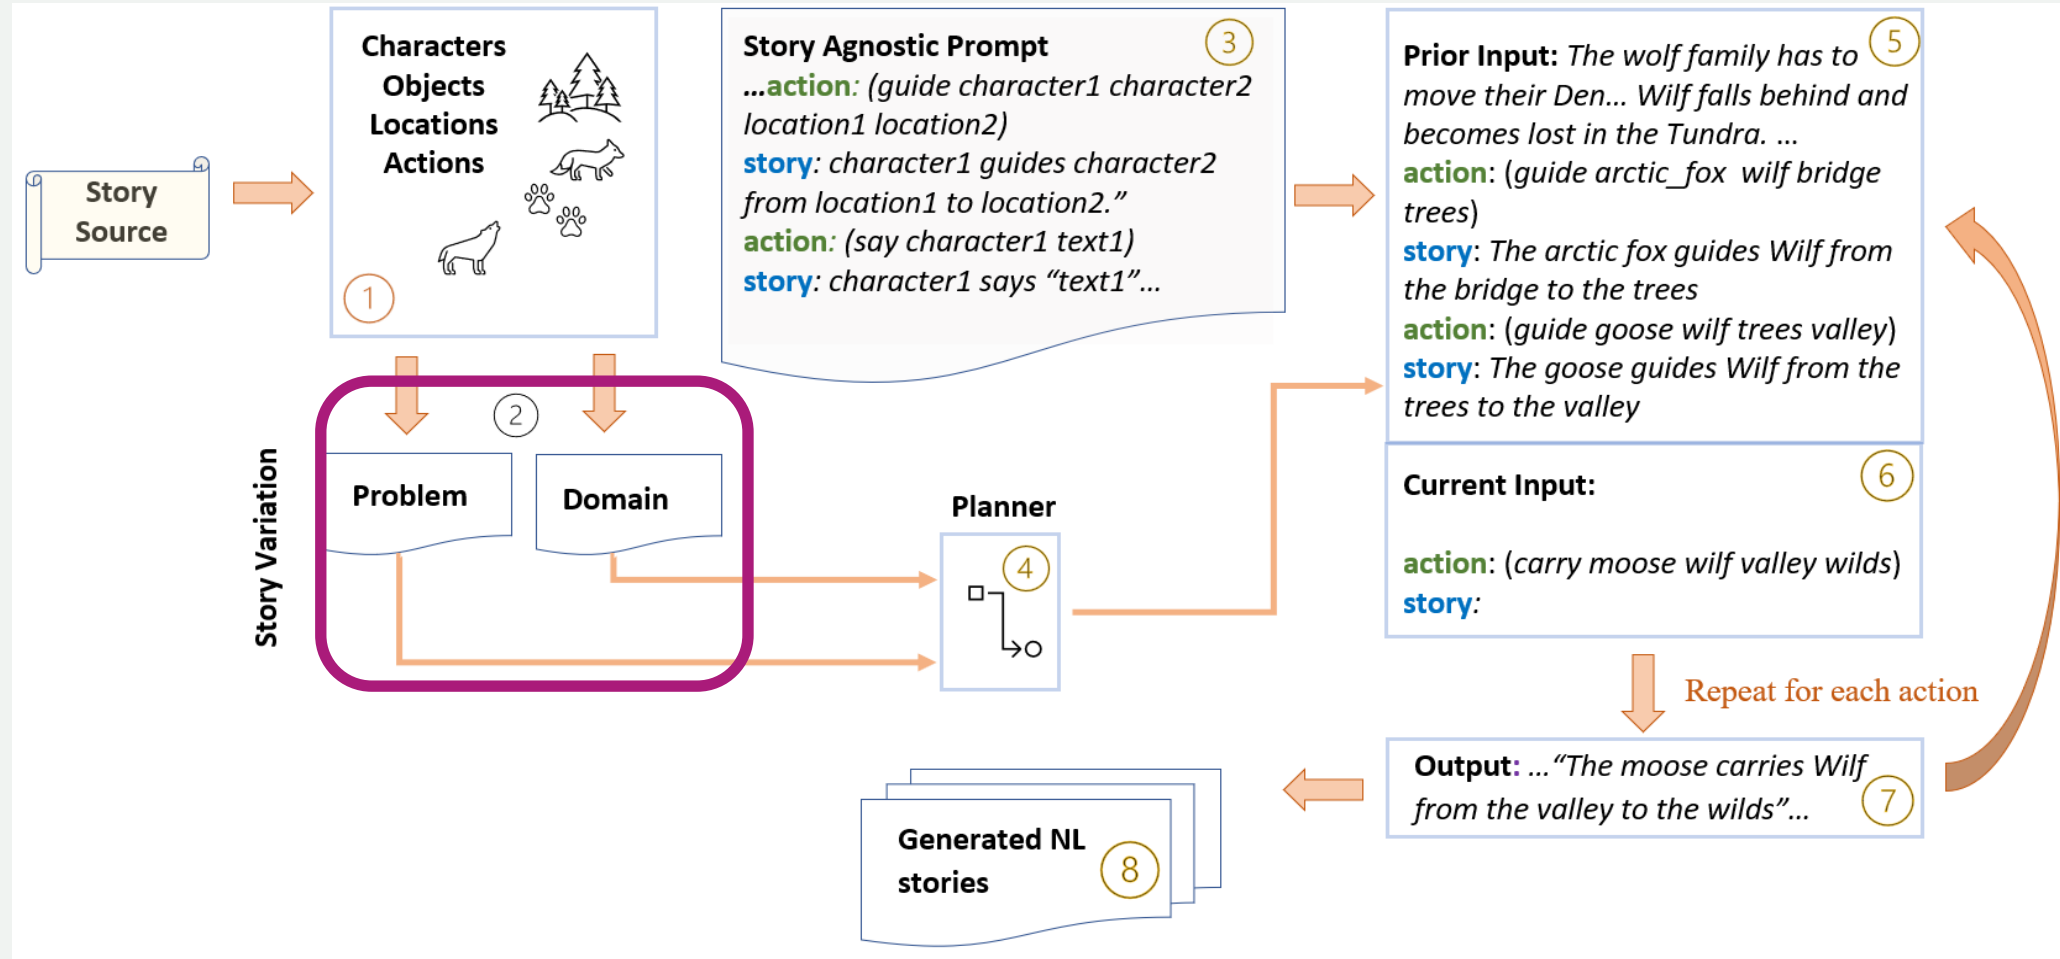 Story
Source
Characters
Objects
Locations
Actions
1
Story Variation
2
Problem
Domain
Story Agnostic Prompt
3
...action: (guide character1 character2
location1 location2)
story: character1 guides character2
from location1 to location2.”
action: (say character1 text1)
story: character1 says “text1”...
Planner
4
Prior Input: The wolf family has to
5
move their Den... Wilf falls behind and
becomes lost in the Tundra. ...
action: (guide arctic_fox wilf bridge
trees)
story: The arctic fox guides Wilf from
the bridge to the trees
action: (guide goose wilf trees valley)
story: The goose guides Wilf from the
trees to the valley
Current Input:
6
action: (carry moose wilf valley wilds)
story:
Repeat for each action
Output: ...“The moose carries Wilf
from the valley to the wilds”...
7
Generated NL
stories
8